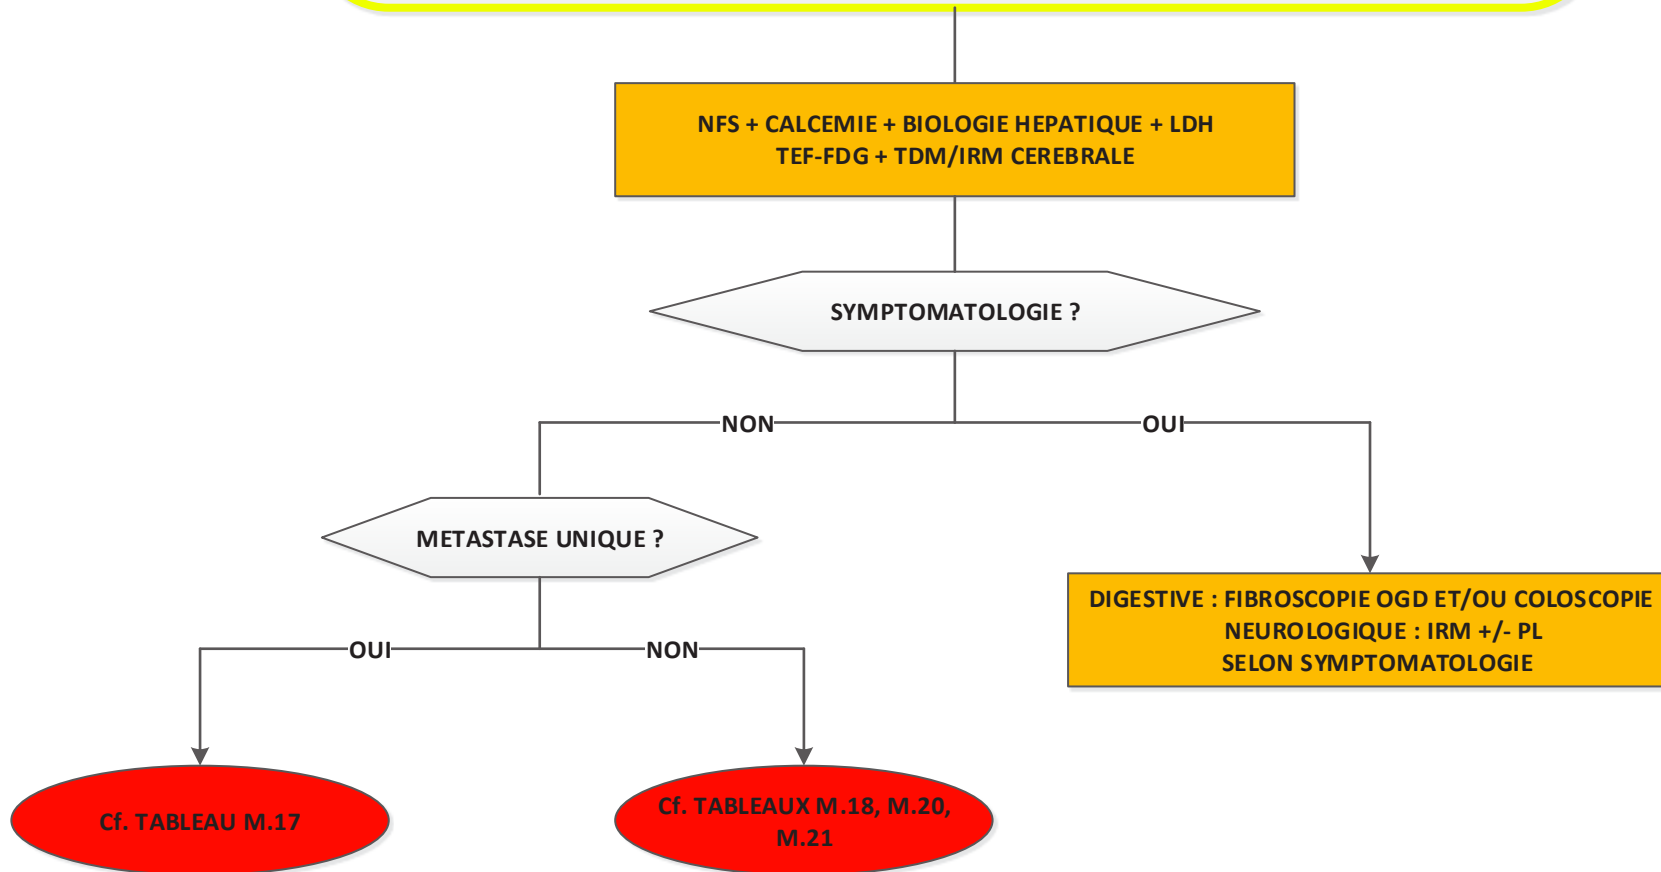 NFS + CALCEMIE + BIOLOGIE HEPATIQUE + LDH
TEF-FDG + TDM/IRM CEREBRALE
SYMPTOMATOLOGIE ?
NON
OUI
METASTASE UNIQUE ?
DIGESTIVE : FIBROSCOPIE OGD ET/OU COLOSCOPIE
NEUROLOGIQUE : IRM +/- PL
SELON SYMPTOMATOLOGIE
OUI
NON
Cf. TABLEAU M.17
Cf. TABLEAUX M.18, M.20,
M.21